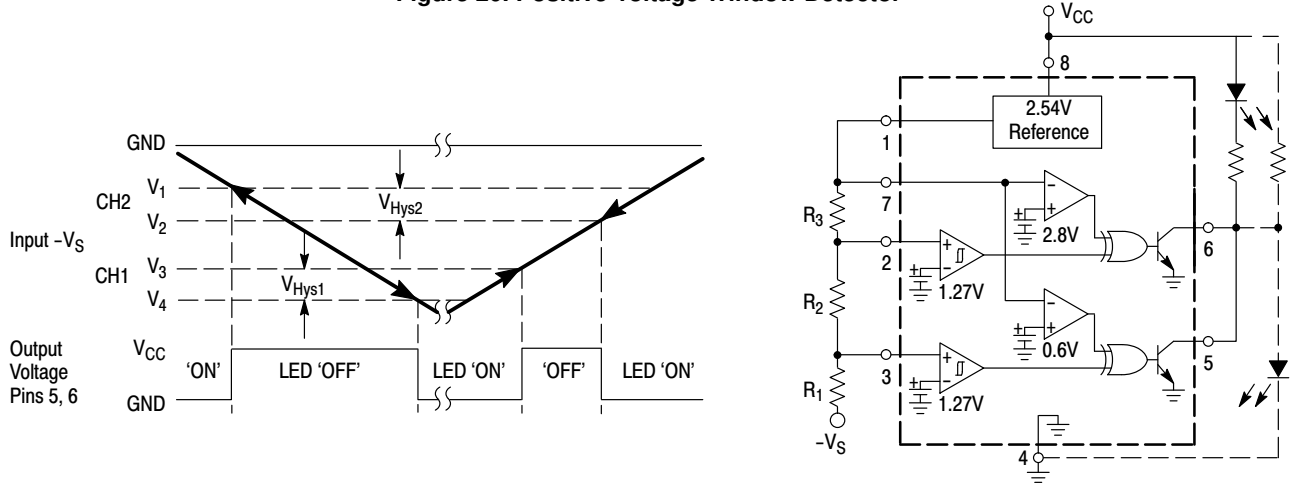 Figure 26. Positive Voltage Window Detector
GND
CH2
V1
V2
VHys2
Input –VS
CH1
V3
V4
VHys1
Output
Voltage
Pins 5, 6
VCC
GND
'ON'
LED 'OFF'
LED 'ON'
'OFF'
LED 'ON'
VCC
8
2.54V
Reference
1
7
R3
2.8V
6
2
1.27V
R2
0.6V
5
3
1.27V
R1
–VS
4
+ –
+ –
+ –
+ –
+
+
+
+